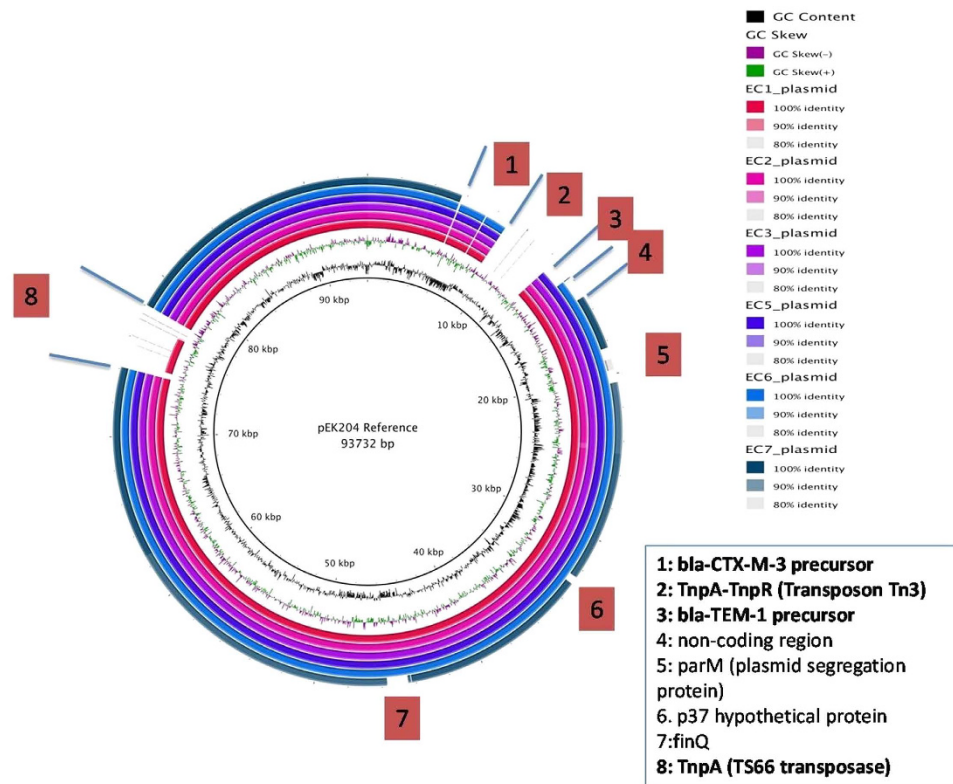 GC Content
GC Skew
GC Skew(-)
GC Skew(+)
EC1_plasmid
100% identity
90% identity
80% identity
EC2_plasmid
100% identity
90% identity
80% identity
EC3_plasmid
100% identity
90% identity
80% identity
EC5_plasmid
100% identity
90% identity
80% identity
EC6_plasmid
100% identity
90% identity
80% identity
EC7_plasmid
100% identity
90% identity
80% identity
1
2
3
4
5
6
7
8
90 kbp
10 kbp
80 kbp
20 kbp
pEK204 Reference
93732 bp
70 kbp
30 kbp
60 kbp
40 kbp
50 kbp
1: bla-CTX-M-3 precursor
2: TnpA-TnpR (Transposon Tn3)
3: bla-TEM-1 precursor
4: non-coding region
5: parM (plasmid segregation
protein)
6. p37 hypothetical protein
7:finQ
8: TnpA (TS66 transposase)